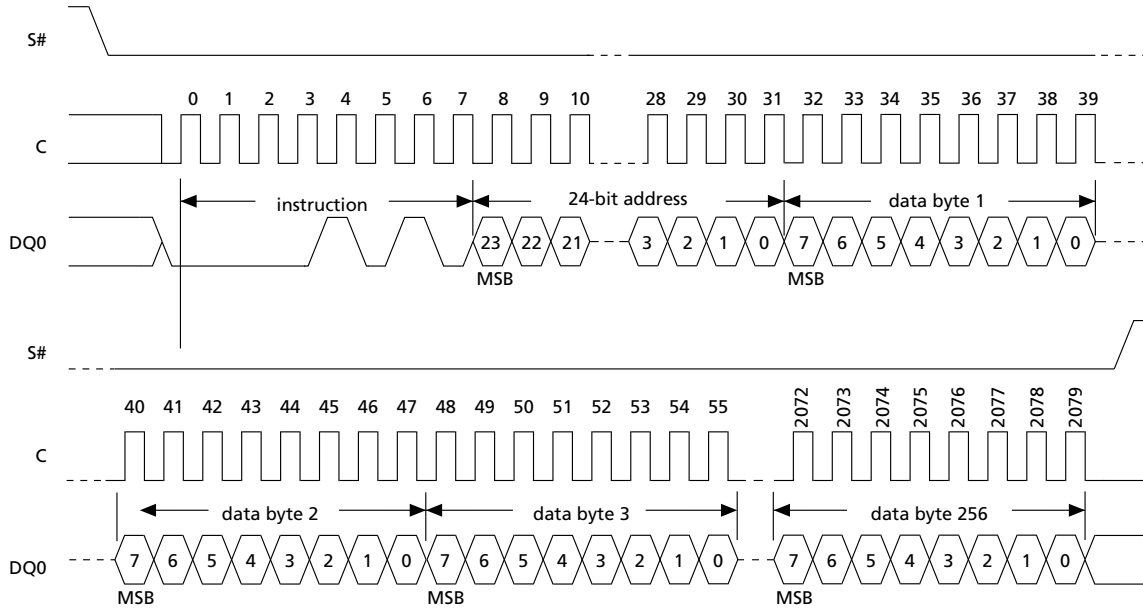 S#
0 1 2 3 4 5 6 7 8 9 10 28 29 30 31 32 33 34 35 36 37 38 39
C
instruction 24-bit address data byte 1
DQ0 23 22 21 3 2 1 0 7 6 5 4 3 2 1 0
MSB MSB
S#
40 41 42 43 44 45 46 47 48 49 50 51 52 53 54 55 2072 2073 2074 2075 2076 2077 2078 2079
C
data byte 2 data byte 3 data byte 256
DQ0 7 6 5 4 3 2 1 0 7 6 5 4 3 2 1 0 7 6 5 4 3 2 1 0
MSB MSB MSB